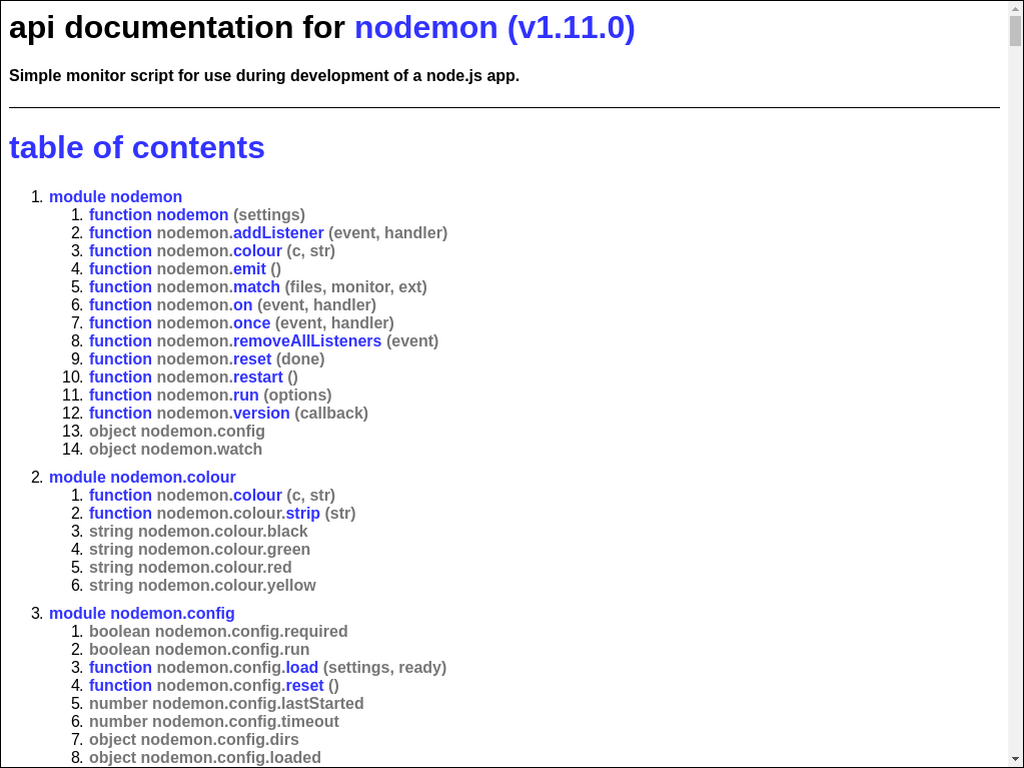 api documentation for nodemon (v1.11.0)
Simple monitor script for use during development of a node.js app.
table of contents
1. module nodemon
1. function nodemon (settings)
2. function nodemon.addListener (event, handler)
3. function nodemon.colour (c, str)
4. function nodemon.emit ()
5. function nodemon.match (files, monitor, ext)
6. function nodemon.on (event, handler)
7. function nodemon.once (event, handler)
8. function nodemon.removeAllListeners (event)
9. function nodemon.reset (done)
10. function nodemon.restart ()
11. function nodemon.run (options)
12. function nodemon.version (callback)
13. object nodemon.config
14. object nodemon.watch
2. module nodemon.colour
1. function nodemon.colour (c, str)
2. function nodemon.colour.strip (str)
3. string nodemon.colour.black
4. string nodemon.colour.green
5. string nodemon.colour.red
6. string nodemon.colour.yellow
3. module nodemon.config
1. boolean nodemon.config.required
2. boolean nodemon.config.run
3. function nodemon.config.load (settings, ready)
4. function nodemon.config.reset ()
5. number nodemon.config.lastStarted
6. number nodemon.config.timeout
7. object nodemon.config.dirs
8. object nodemon.config.loaded